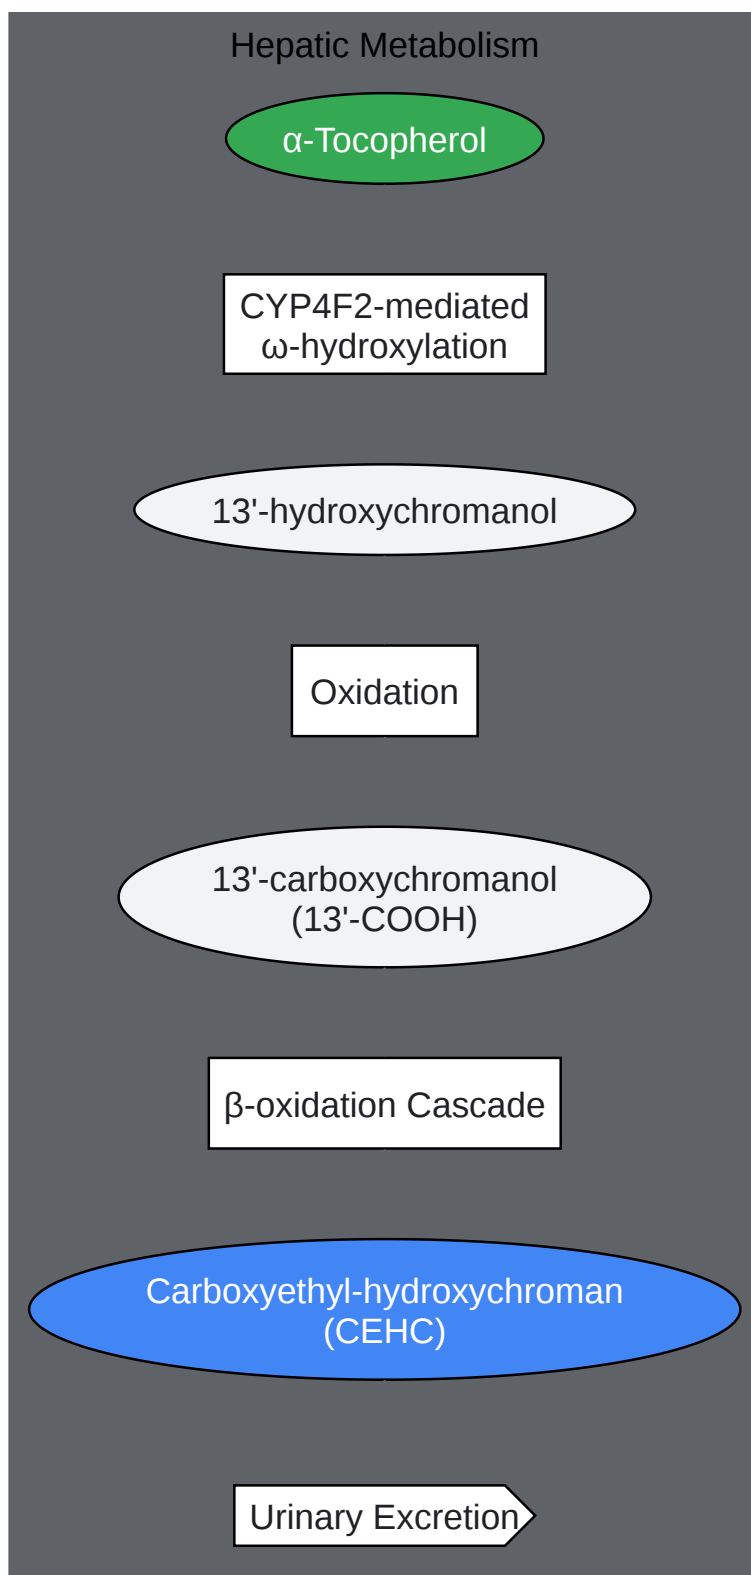 Hepatic Metabolism
α-Tocopherol
CYP4F2-mediated
ω-hydroxylation
13'-hydroxychromanol
Oxidation
13'-carboxychromanol
(13'-COOH)
β-oxidation Cascade
Carboxyethyl-hydroxychroman
(CEHC)
Urinary Excretion